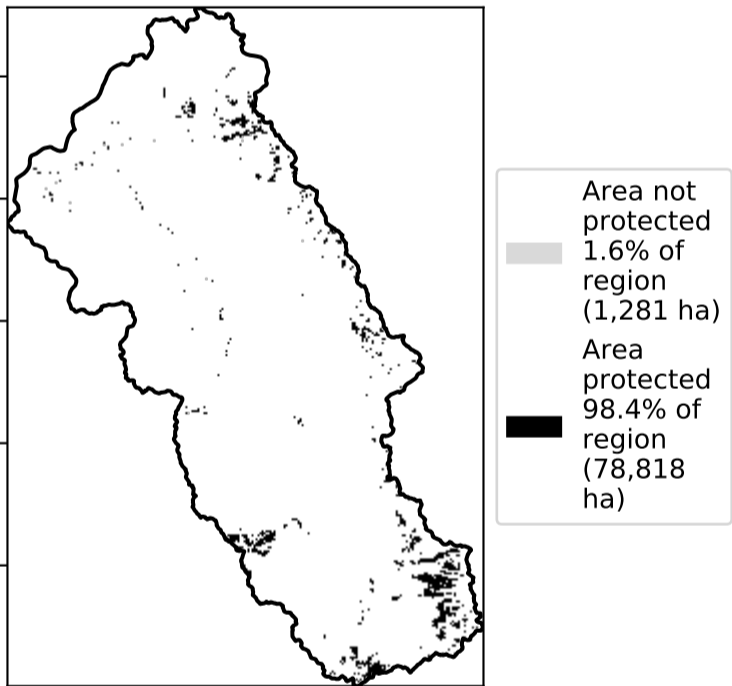 Area not
protected
1.6% of
region
(1,281 ha)
Area
protected
98.4% of
region
(78,818
ha)